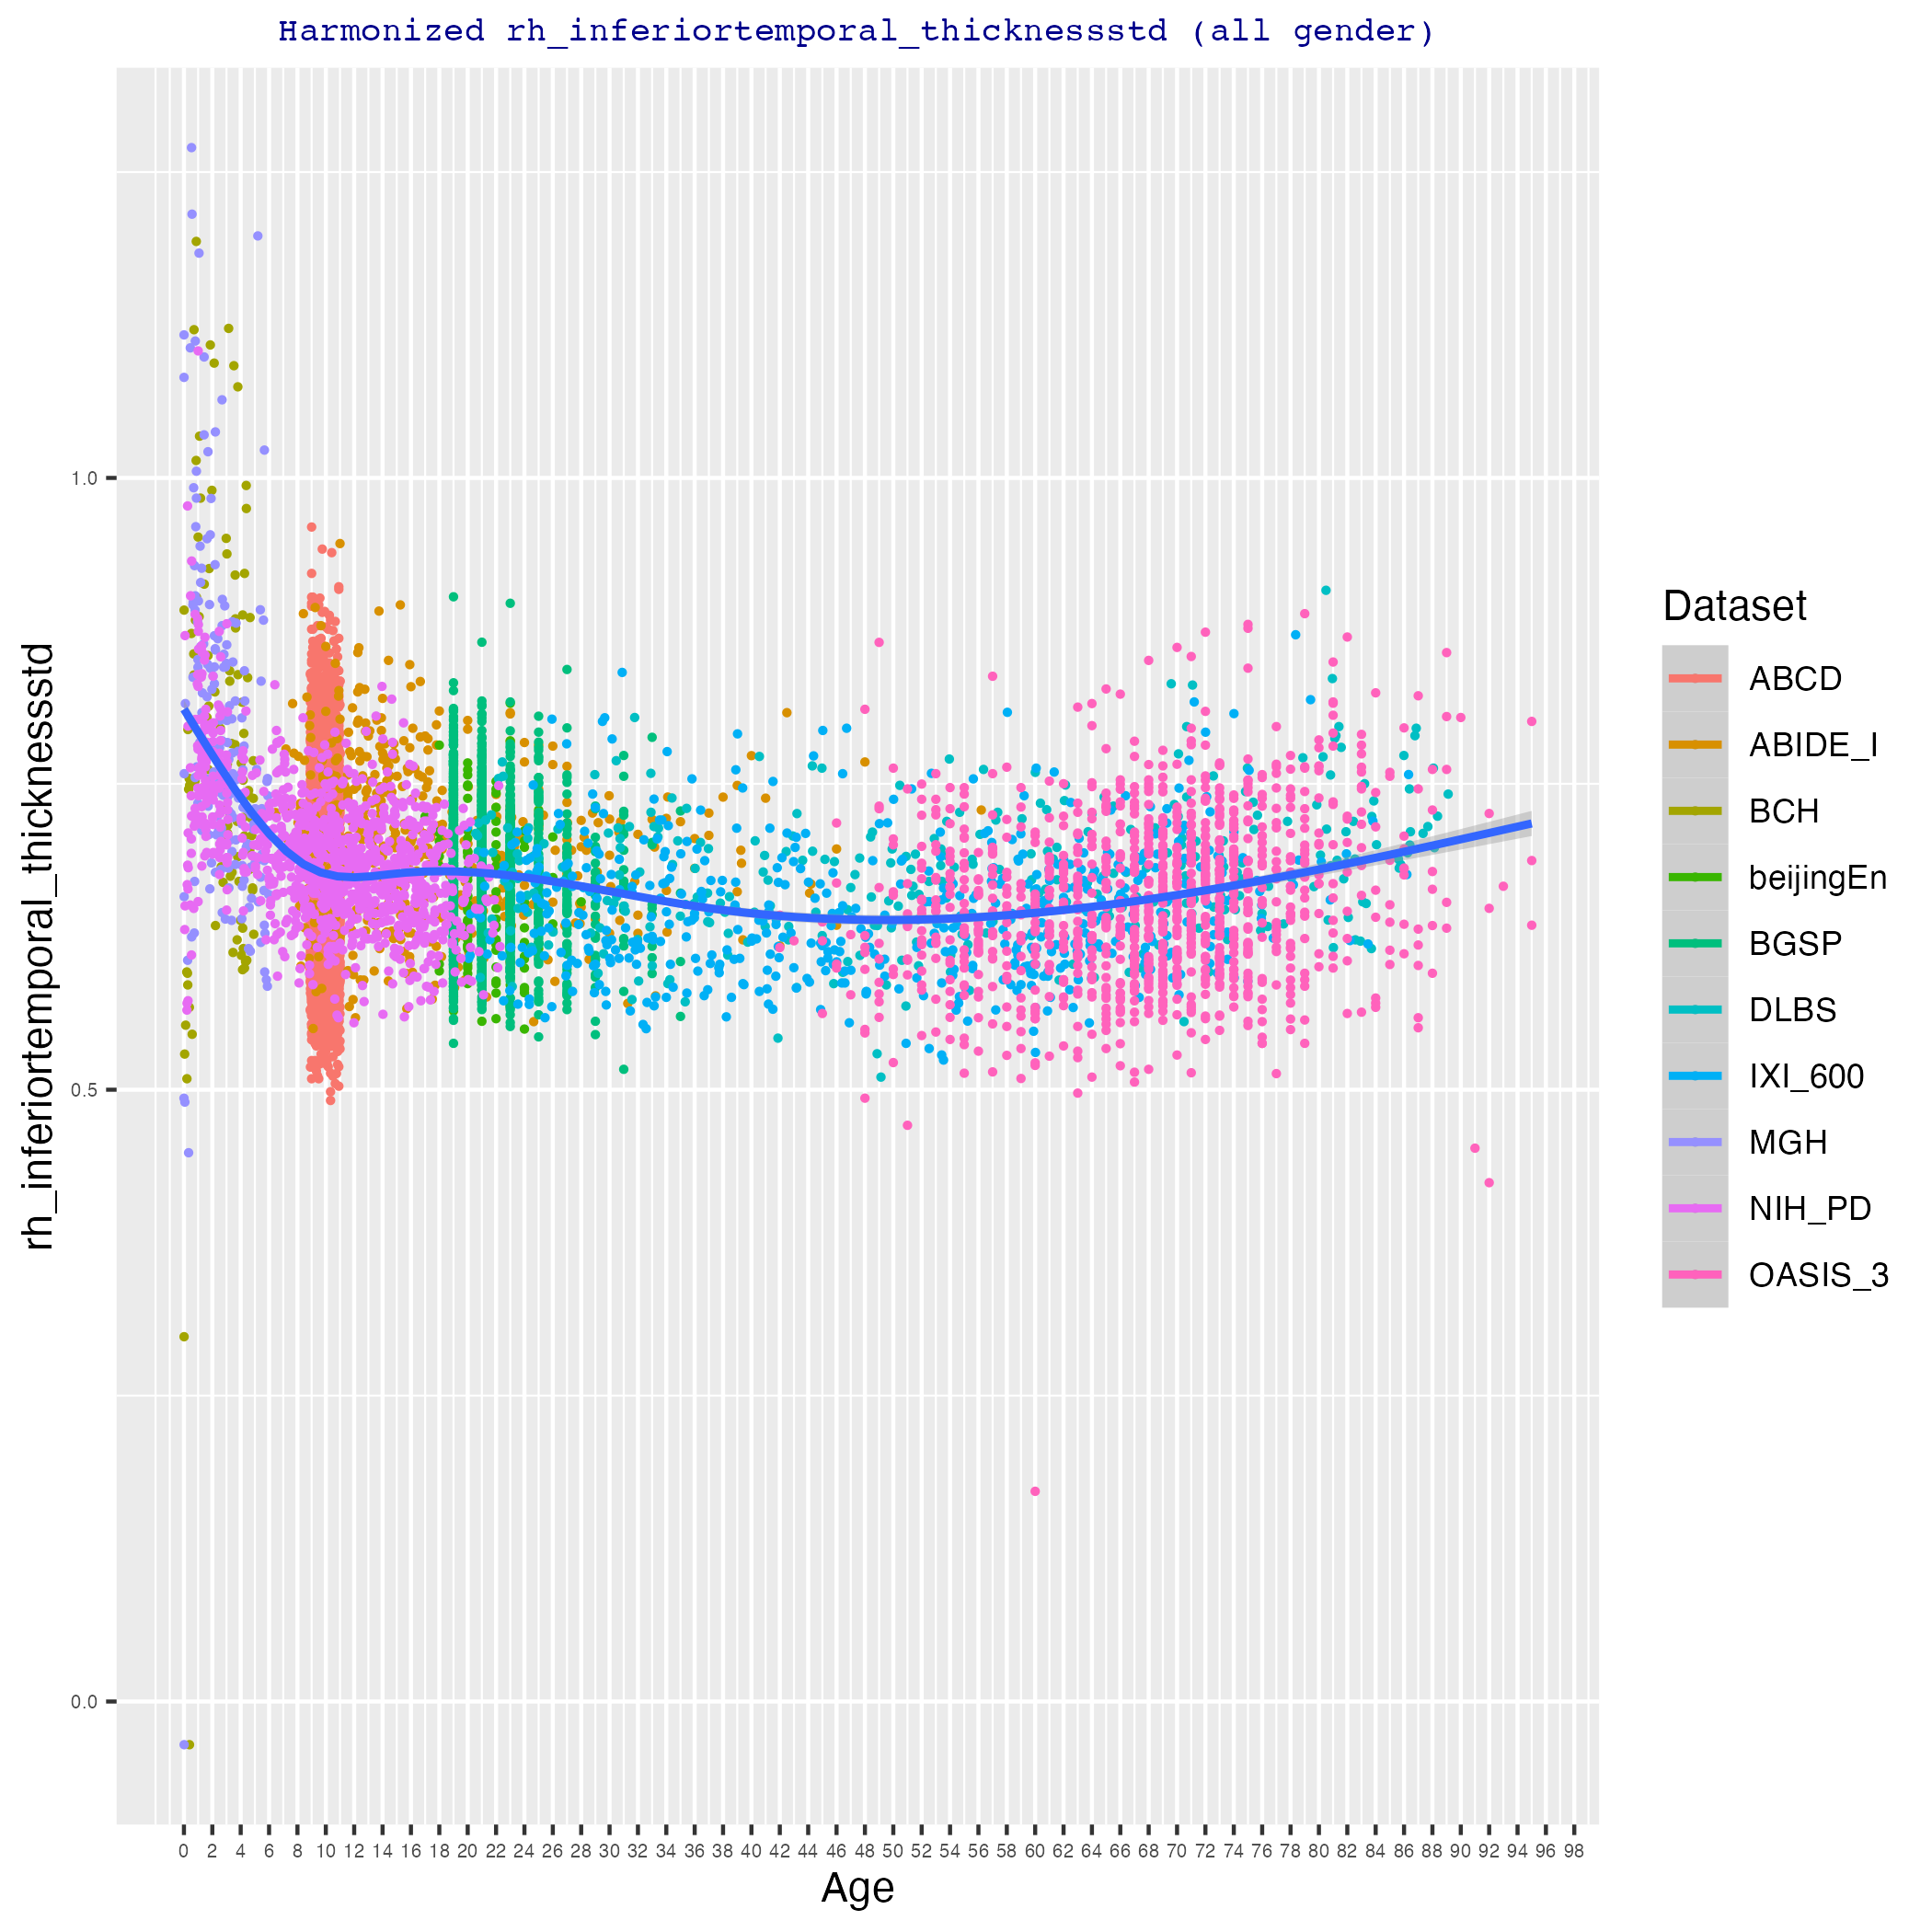 Harmonized rh_inferiortemporal_thicknessstd (all gender)
rh_inferiortemporal_thicknessstd
1.0
0.5
0.0
0 2 4 6 8 10 12 14 16 18 20 22 24 26 28 30 32 34 36 38 40 42 44 46 48 50 52 54 56 58 60 62 64 66 68 70 72 74 76 78 80 82 84 86 88 90 92 94 96 98
Age
Dataset
ABCD
ABIDE_I
BCH
beijingEn
BGSP
DLBS
IXI_600
MGH
NIH_PD
OASIS_3